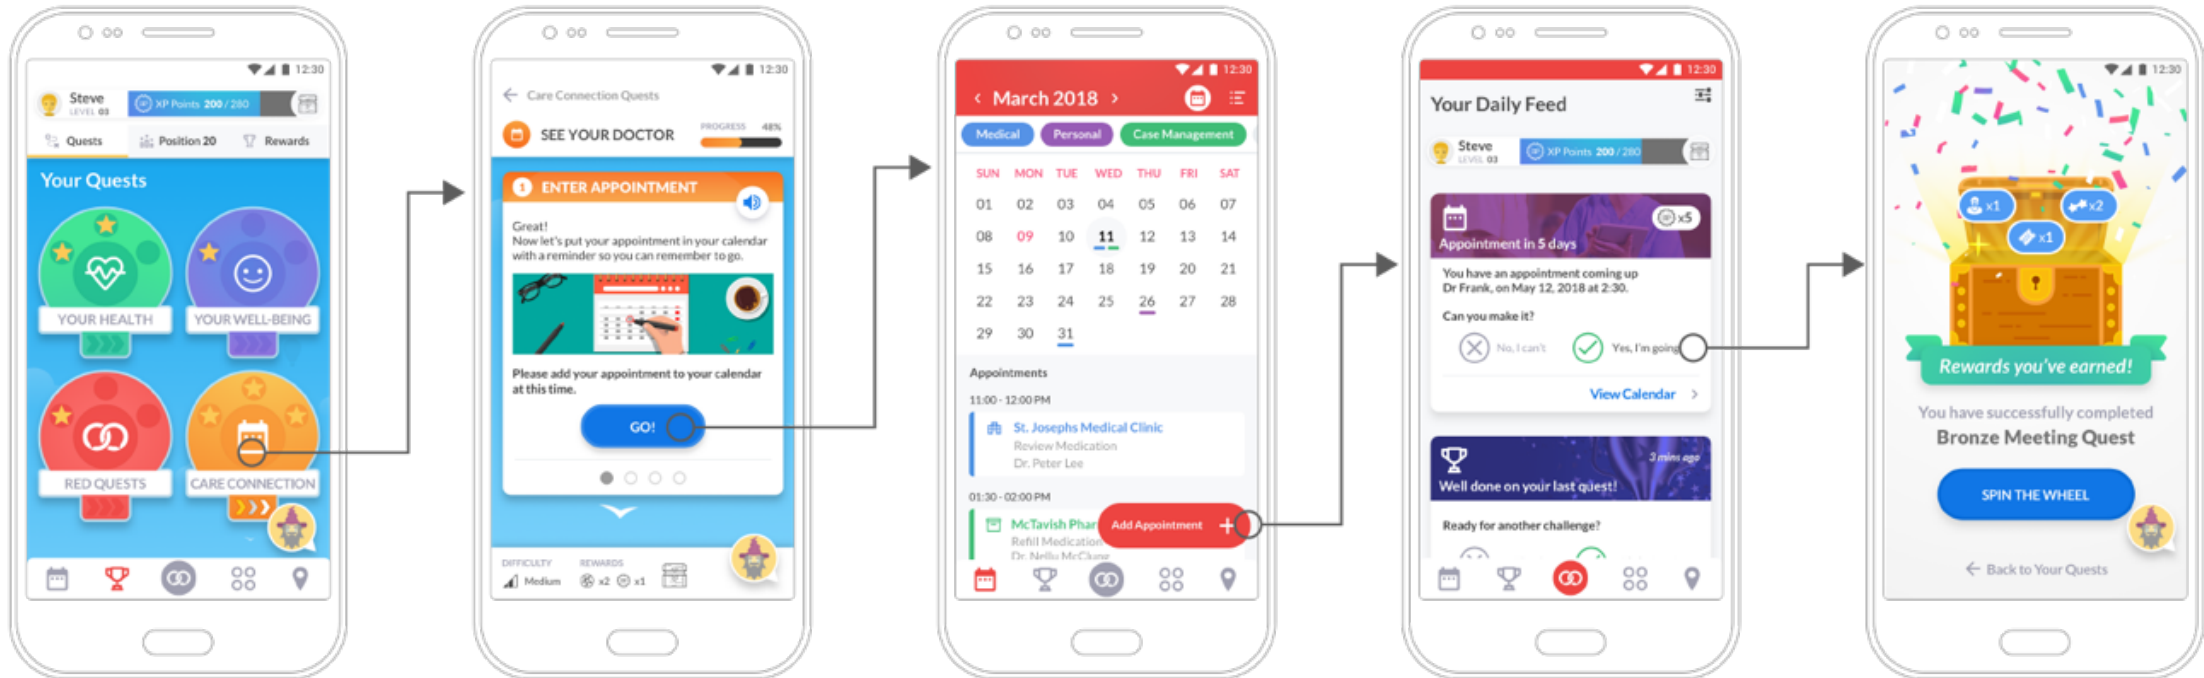 12:30
Steve
LEVEL 03
XP Points 200 / 280
Quests
Position 20
Rewards
Your Quests
YOUR HEALTH
YOUR WELL-BEING
RED QUESTS
CARE CONNECTION
12:30
Care Connection Quests
SEE YOUR DOCTOR
PROGRESS 48%
1 ENTER APPOINTMENT
Great!
Now let's put your appointment in your calendar
with a reminder so you can remember to go.
Please add your appointment to your calendar
at this time.
GO!
DIFFICULTY
Medium
REWARDS
x2 x1
12:30
< March 2018 >
Medical
Personal
Case Management
SUN MON TUE WED THU FRI SAT
01 02 03 04 05 06 07
08 09 10 11 12 13 14
15 16 17 18 19 20 21
22 23 24 25 26 27 28
29 30 31
Appointments
11:00 - 12:00 PM
St. Josephs Medical Clinic
Review Medication
Dr. Peter Lee
01:30 - 02:00 PM
McTavish Phar
Refill Medication
Dr. Nellu McClung
Add Appointment +
12:30
Your Daily Feed
Steve
LEVEL 03
XP Points 200 / 280
x5
Appointment in 5 days
You have an appointment coming up
Dr Frank, on May 12, 2018 at 2:30.
Can you make it?
No, I can't
Yes, I'm going
View Calendar >
3 mins ago
Well done on your last quest!
Ready for another challenge?
12:30
x1
x2
x1
Rewards you've earned!
You have successfully completed
Bronze Meeting Quest
SPIN THE WHEEL
Back to Your Quests